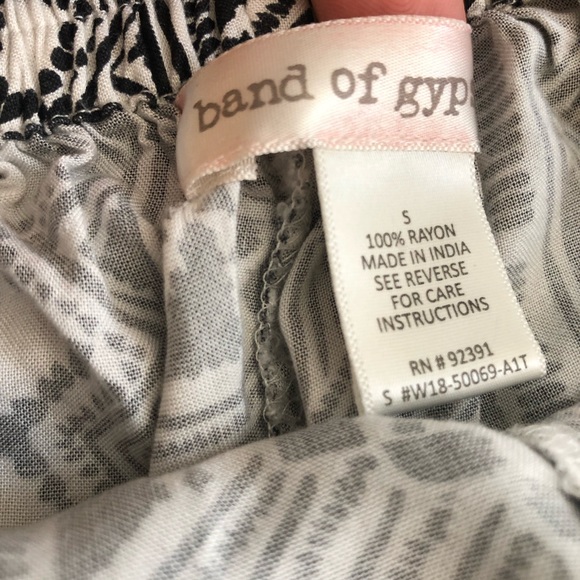 band of gyp
S
100% RAYON
MADE IN INDIA
SEE REVERSE
FOR CARE
INSTRUCTIONS
RN # 92391
S #W18-50069-A1T